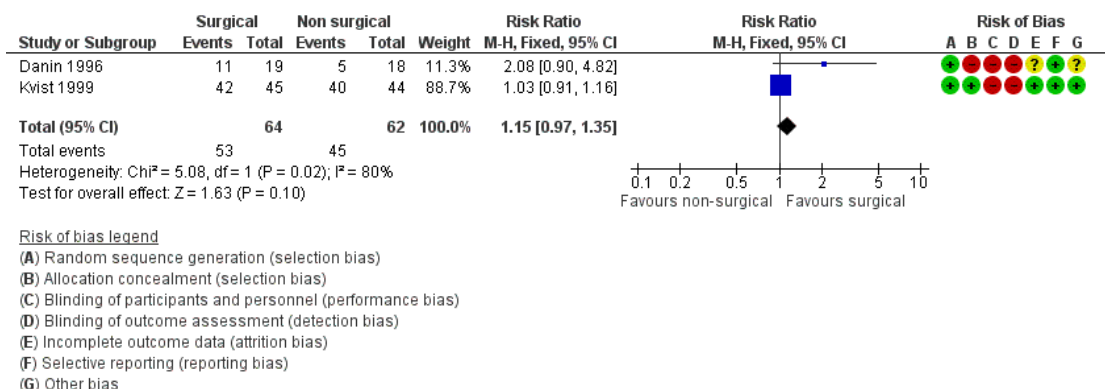 Surgical Non surgical Risk Ratio Risk Ratio Risk of Bias
Study or Subgroup Events Total Events Total Weight M-H, Fixed, 95% CI M-H, Fixed, 95% CI A B C D E F G
Danin 1996 11 19 5 18 11.3% 2.08 [0.90, 4.82] + - - - ? + ?
Kvist 1999 42 45 40 44 88.7% 1.03 [0.91, 1.16] + + - - + + +
Total (95% CI) 64 62 100.0% 1.15 [0.97, 1.35]
Total events 53 45
Heterogeneity: Chi² = 5.08, df = 1 (P = 0.02); I² = 80%
Test for overall effect: Z = 1.63 (P = 0.10)
0.1 0.2 0.5 1 2 5 10
Favours non-surgical Favours surgical
Risk of bias legend
(A) Random sequence generation (selection bias)
(B) Allocation concealment (selection bias)
(C) Blinding of participants and personnel (performance bias)
(D) Blinding of outcome assessment (detection bias)
(E) Incomplete outcome data (attrition bias)
(F) Selective reporting (reporting bias)
(G) Other bias